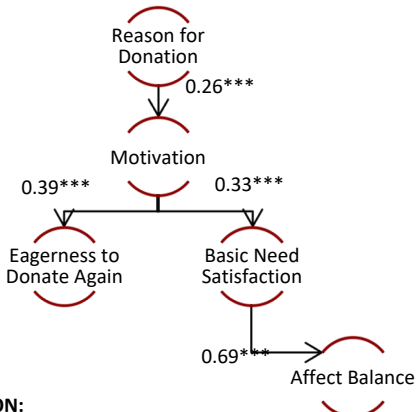 Reason for
Donation
0.26***
Motivation
0.39***
0.33***
Eagerness to
Donate Again
Basic Need
Satisfaction
0.69***
Affect Balance
ON: